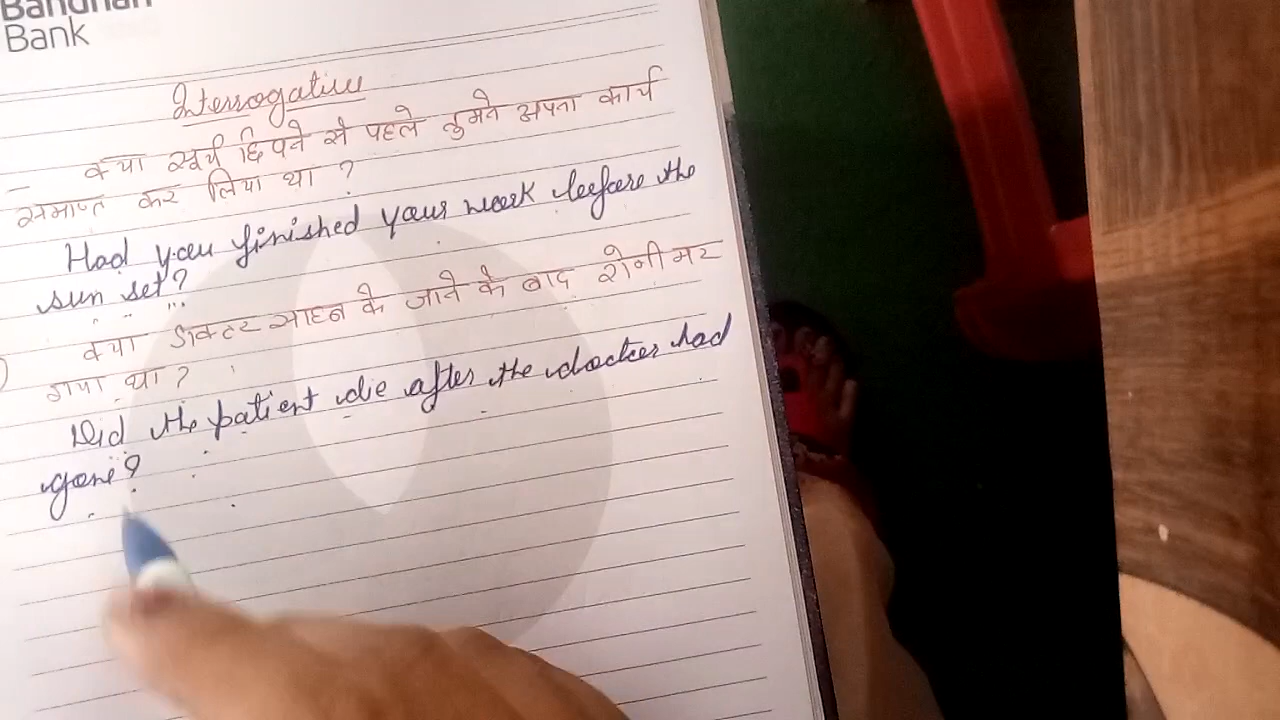 Bandhan
Bank
Interrogative
क्या सूर्य छिपने से पहले तुमने अपना कार्य
समाप्त कर लिया था ?
Had you finished your work before the
sun set?
क्या डाक्टर साहब के जाने के बाद रोगी मर
गया था ?
Did the patient die after the doctor had
gone?